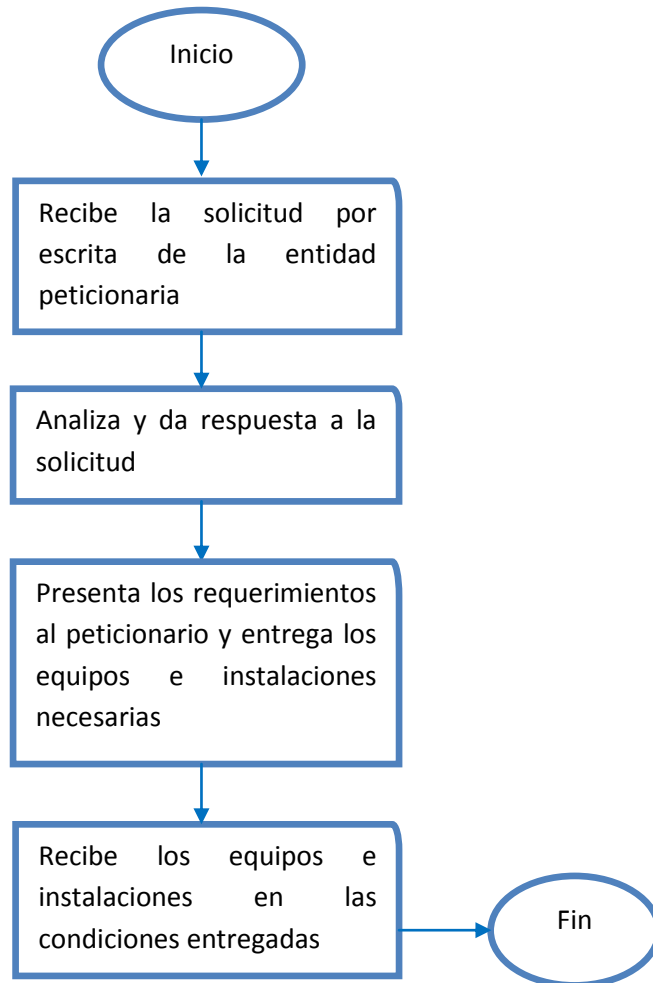 Inicio
Recibe la solicitud por
escrita de la entidad
peticionaria
Analiza y da respuesta a la
solicitud
Presenta los requerimientos
al peticionario y entrega los
equipos e instalaciones
necesarias
Recibe los equipos e
instalaciones en las
condiciones entregadas
Fin